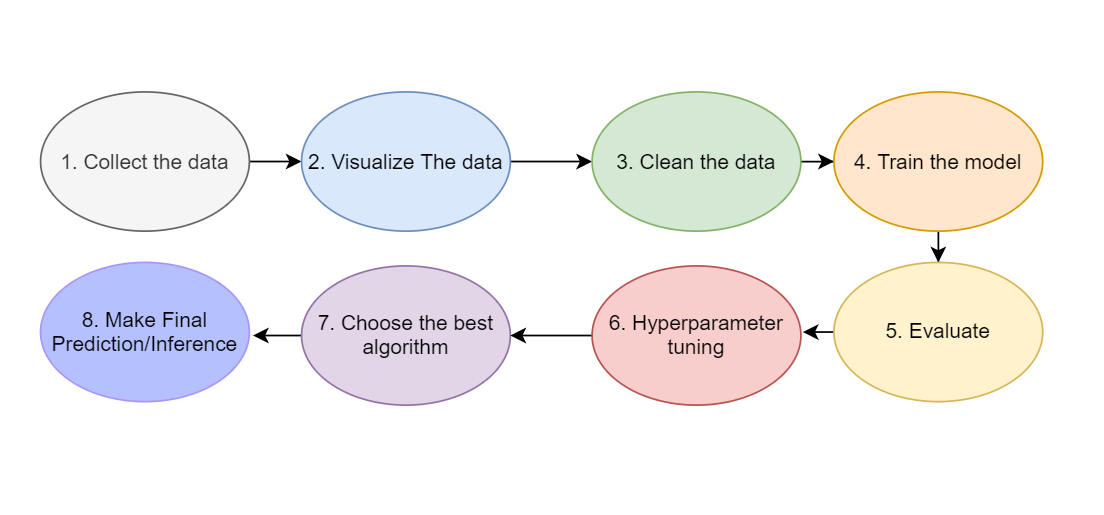 1. Collect the data
2. Visualize The data
3. Clean the data
4. Train the model
5. Evaluate
6. Hyperparameter
tuning
7. Choose the best
algorithm
8. Make Final
Prediction/Inference